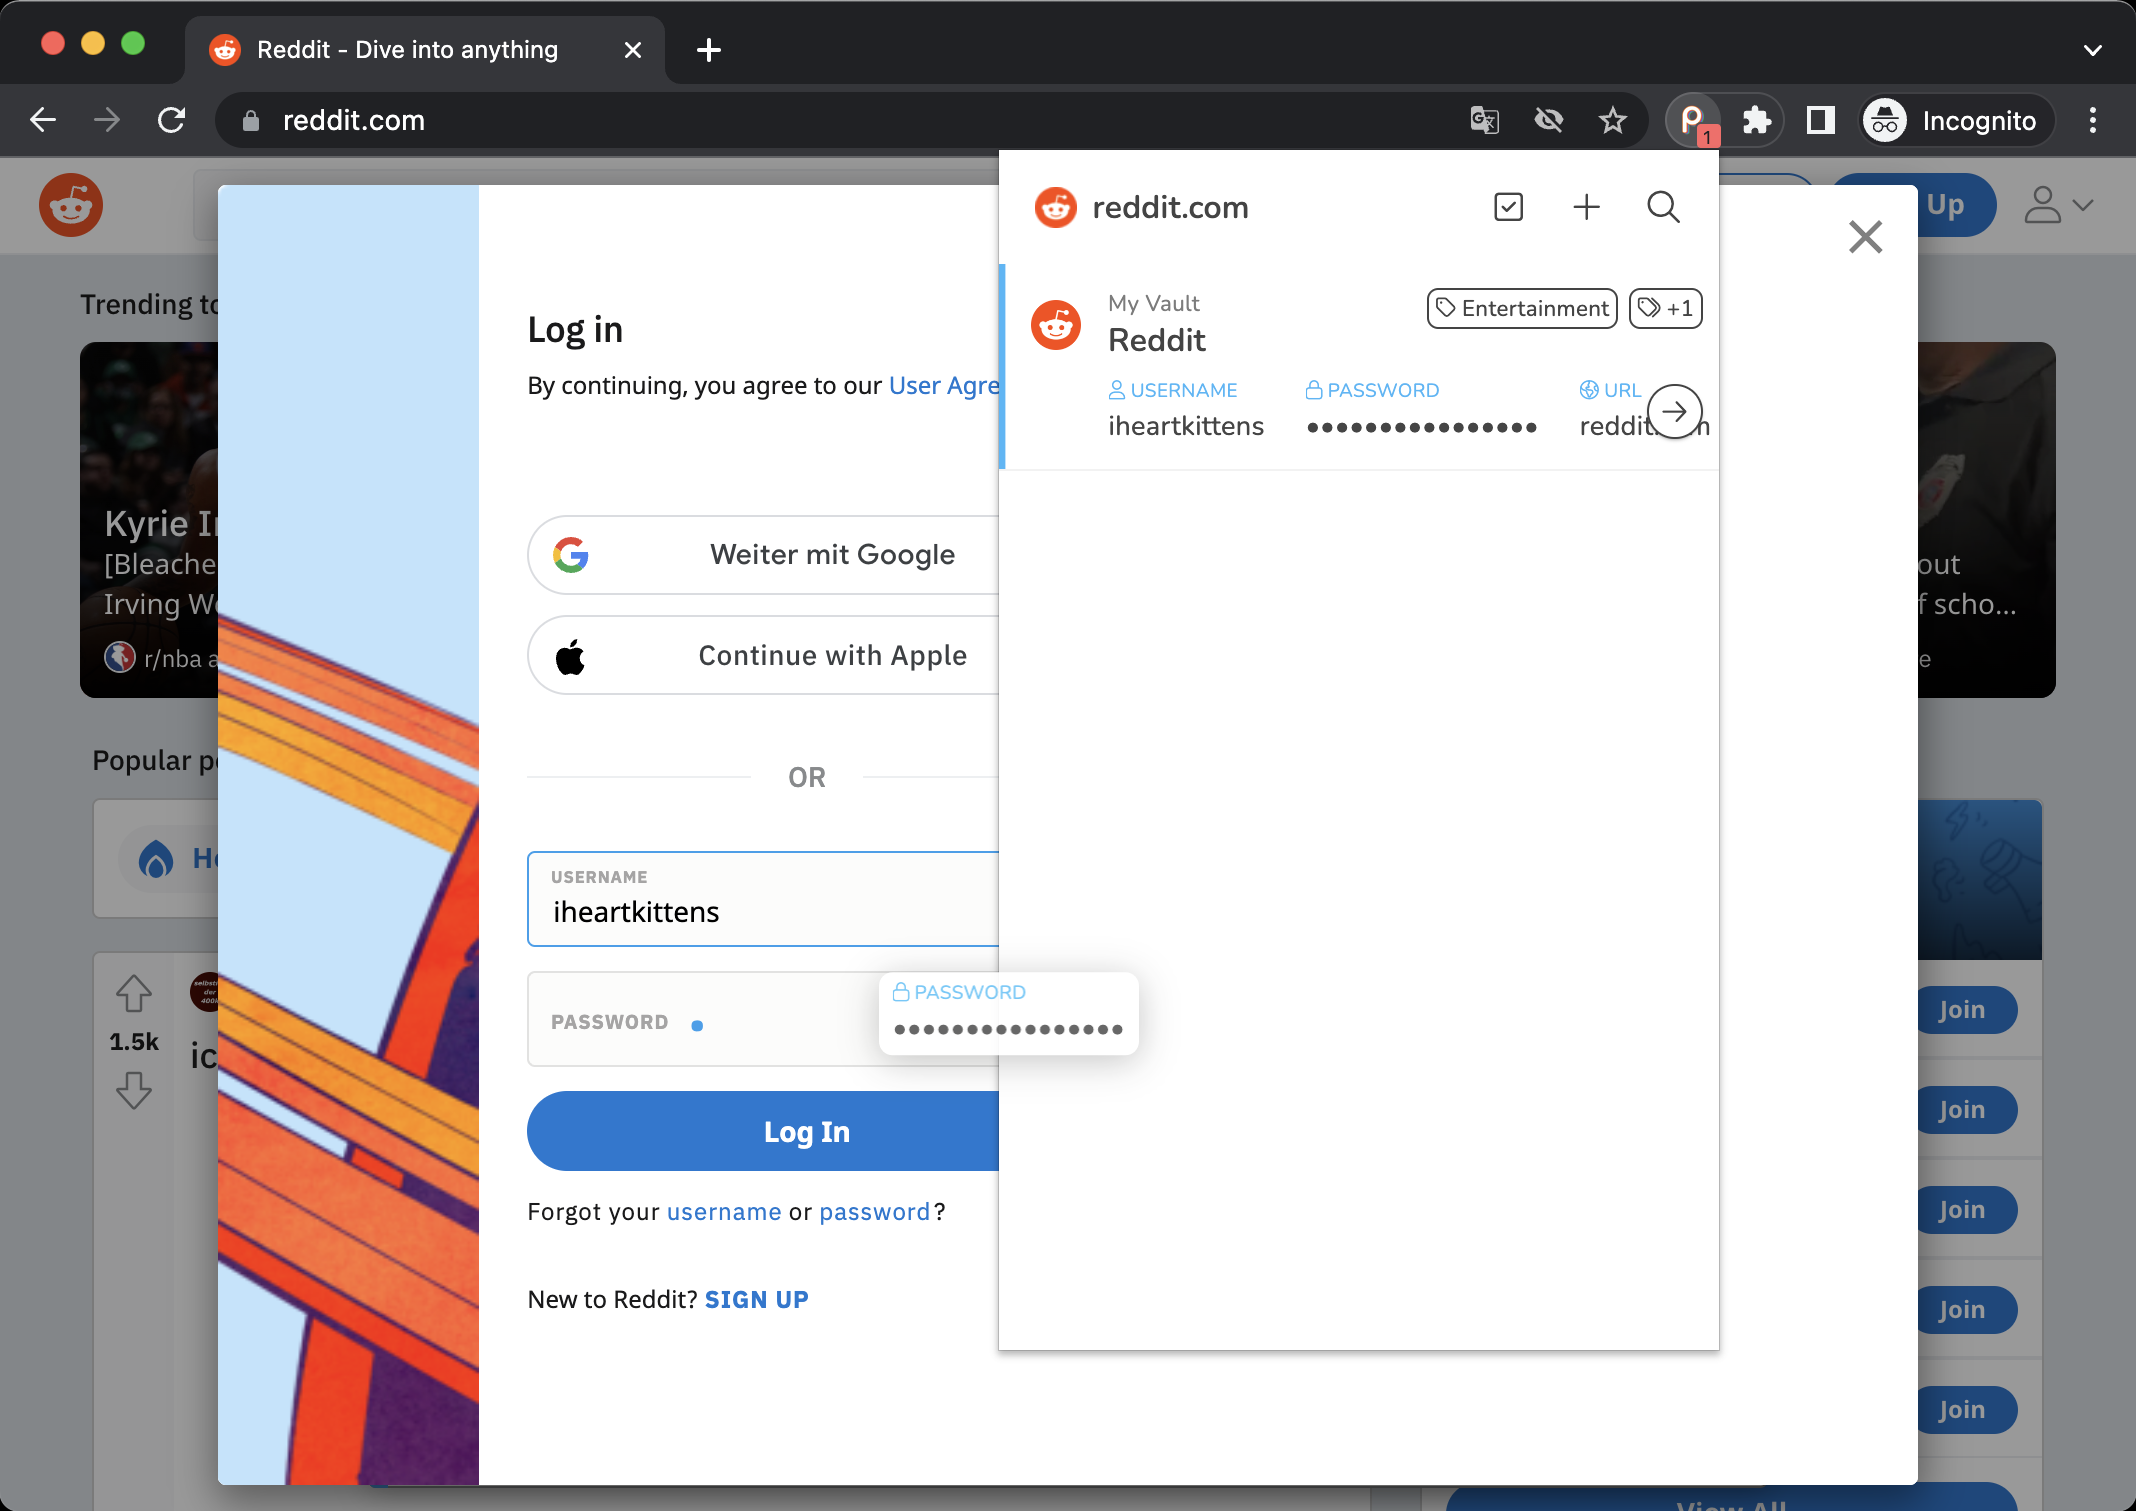 Reddit - Dive into anything
reddit.com
1
Incognito
Up
reddit.com
My Vault
Reddit
Entertainment
+1
USERNAME
PASSWORD
URL
iheartkittens
•••••••••••••••• 
reddit.
Trending to
Kyrie
[Bleache
Irving
r/nba
out
f scho...
e
Popular
1.5k
Log in
By continuing, you agree to our User Agre
Weiter mit Google
Continue with Apple
OR
USERNAME
iheartkittens
PASSWORD
PASSWORD
••••••••••••••••
Log In
Forgot your username or password?
New to Reddit? SIGN UP
Join
Join
Join
Join
Join
View All